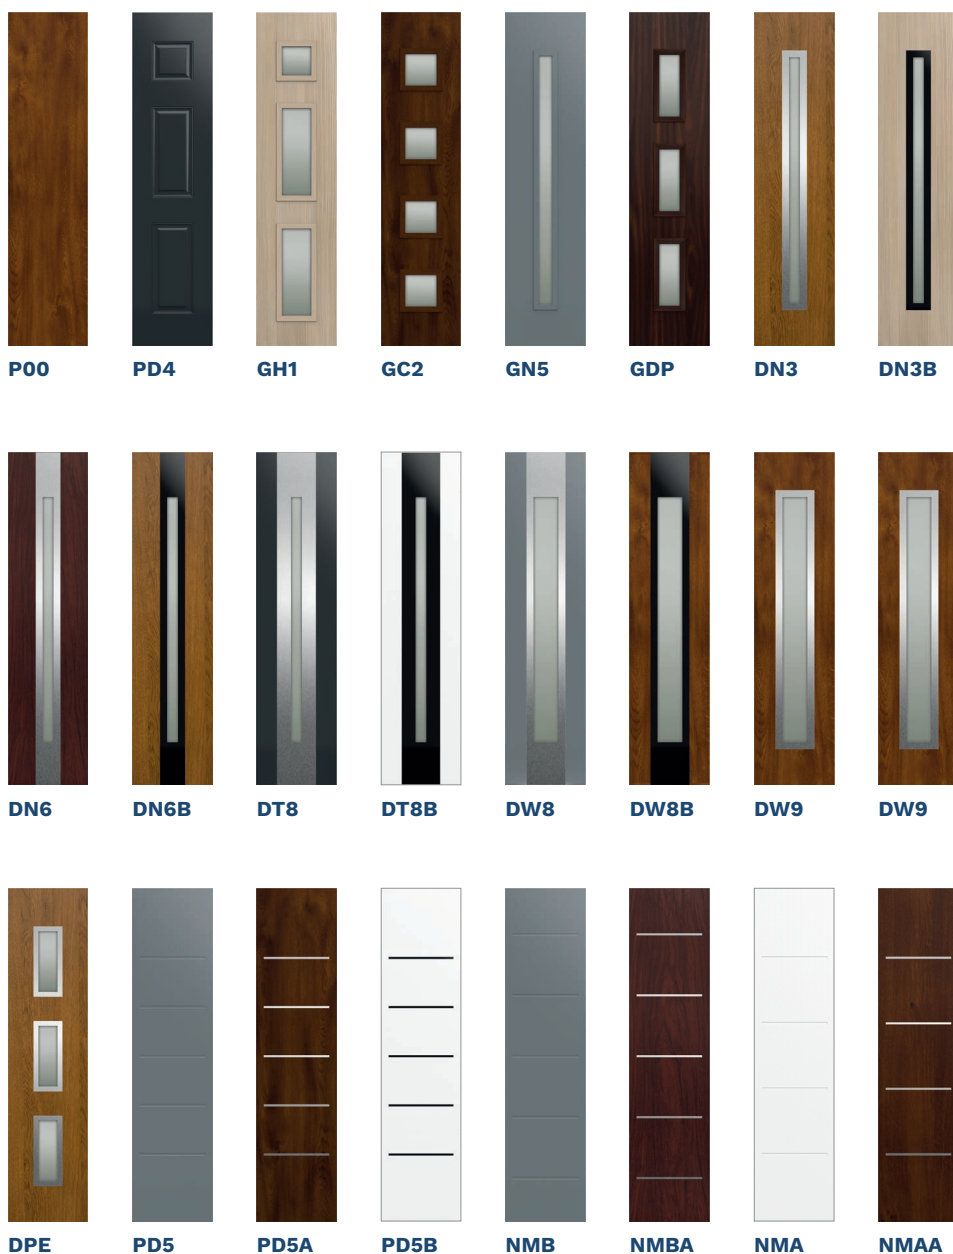 P00 PD4 GH1 GC2 GN5 GDP DN3 DN3B
DN6 DN6B DT8 DT8B DW8 DW8B DW9 DW9
DPE PD5 PD5A PD5B NMB NMBA NMA NMAA